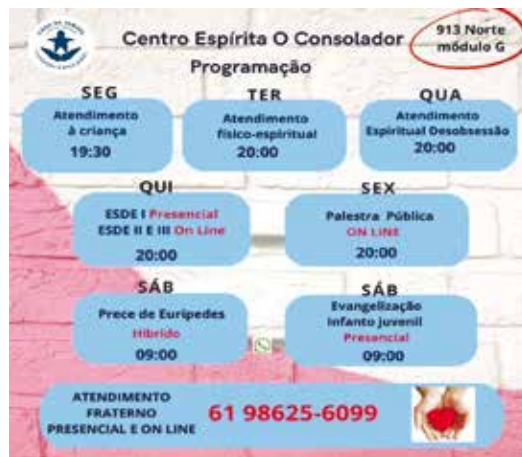 Centro Espírita O Consolador
913 Norte
módulo G
Programação
SEG
Atendimento
à criança
19:30
TER
Atendimento
físico-espiritual
20:00
QUA
Atendimento
Espiritual Desobsessão
20:00
QUI
ESDE I Presencial
ESDE II E III On Line
20:00
SEX
Palestra Pública
ON LINE
20:00
SÁB
Prece de Eurípedes
Híbrido
09:00
SÁB
Evangelização
Infanto juvenil
Presencial
09:00
ATENDIMENTO
FRATERNO
PRESENCIAL E ON LINE
61 98625-6099